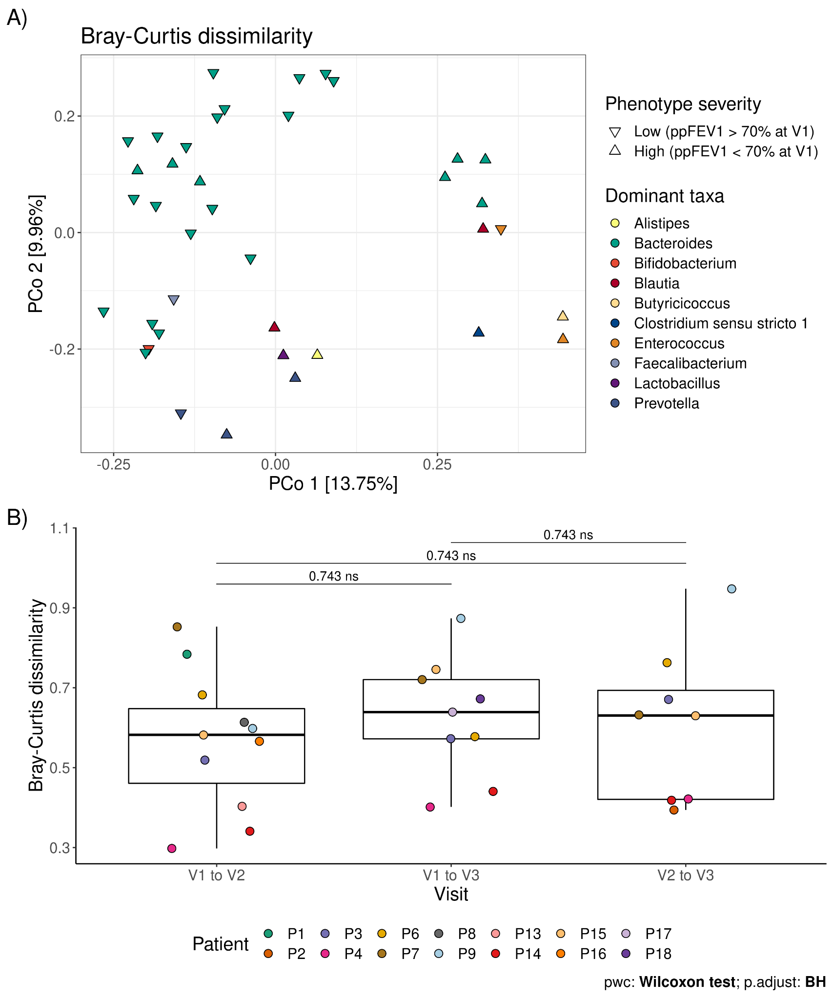 A)
Bray-Curtis dissimilarity
PCo 2 [9.96%]
0.2
0.0
-0.2
-0.25
0.00
0.25
PCo 1 [13.75%]
Phenotype severity
Low (ppFEV1 > 70% at V1)
High (ppFEV1 < 70% at V1)
Dominant taxa
Alistipes
Bacteroides
Bifidobacterium
Blautia
Butyricicoccus
Clostridium sensu stricto 1
Enterococcus
Faecalibacterium
Lactobacillus
Prevotella
B)
Bray-Curtis dissimilarity
1.1
0.9
0.7
0.5
0.3
0.743 ns
0.743 ns
0.743 ns
V1 to V2
V1 to V3
V2 to V3
Visit
Patient
P1 P3 P6 P8 P13 P15 P17
P2 P4 P7 P9 P14 P16 P18
pwc: Wilcoxon test; p.adjust: BH